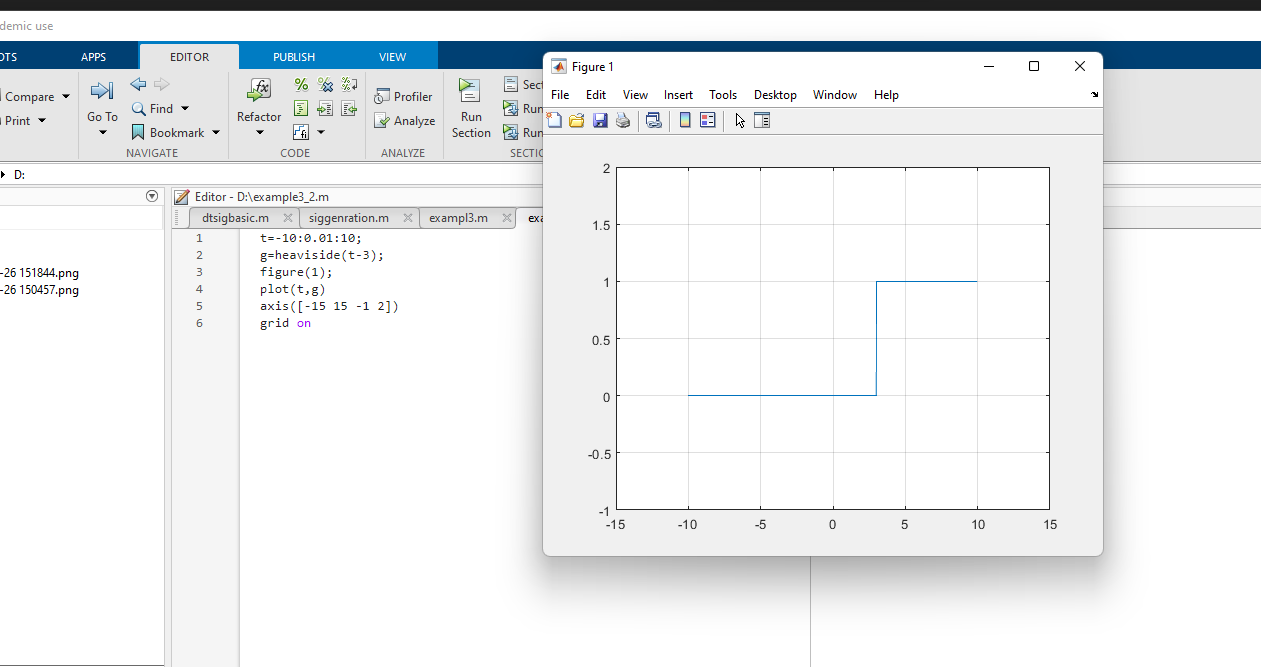 demic use
OTS APPS EDITOR PUBLISH VIEW
Compare
Print
Go To
Find
Bookmark
NAVIGATE
Refactor
CODE
Profiler
Analyze
ANALYZE
Run
Section
Sect
Run
Run
SECTIO
D:
Editor - D:\example3_2.m
dtsigbasic.m siggenration.m exampl3.m exa
-26 151844.png
-26 150457.png
1 t=-10:0.01:10;
2 g=heaviside(t-3);
3 figure(1);
4 plot(t,g)
5 axis([-15 15 -1 2])
6 grid on
Figure 1
File Edit View Insert Tools Desktop Window Help
2
1.5
1
0.5
0
-0.5
-1
-15 -10 -5 0 5 10 15